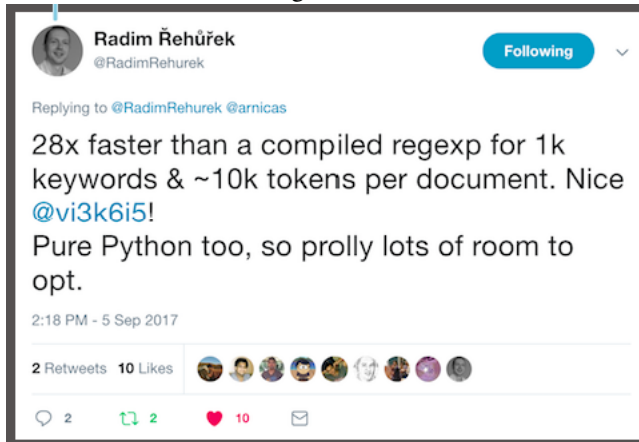 Radim Řehůřek
@RadimRehurek
Following
Replying to @RadimRehurek @arnicas
28x faster than a compiled regexp for 1k
keywords & ~10k tokens per document. Nice
@vi3k6i5!
Pure Python too, so prolly lots of room to
opt.
2:18 PM - 5 Sep 2017
2 Retweets 10 Likes
2 2 10